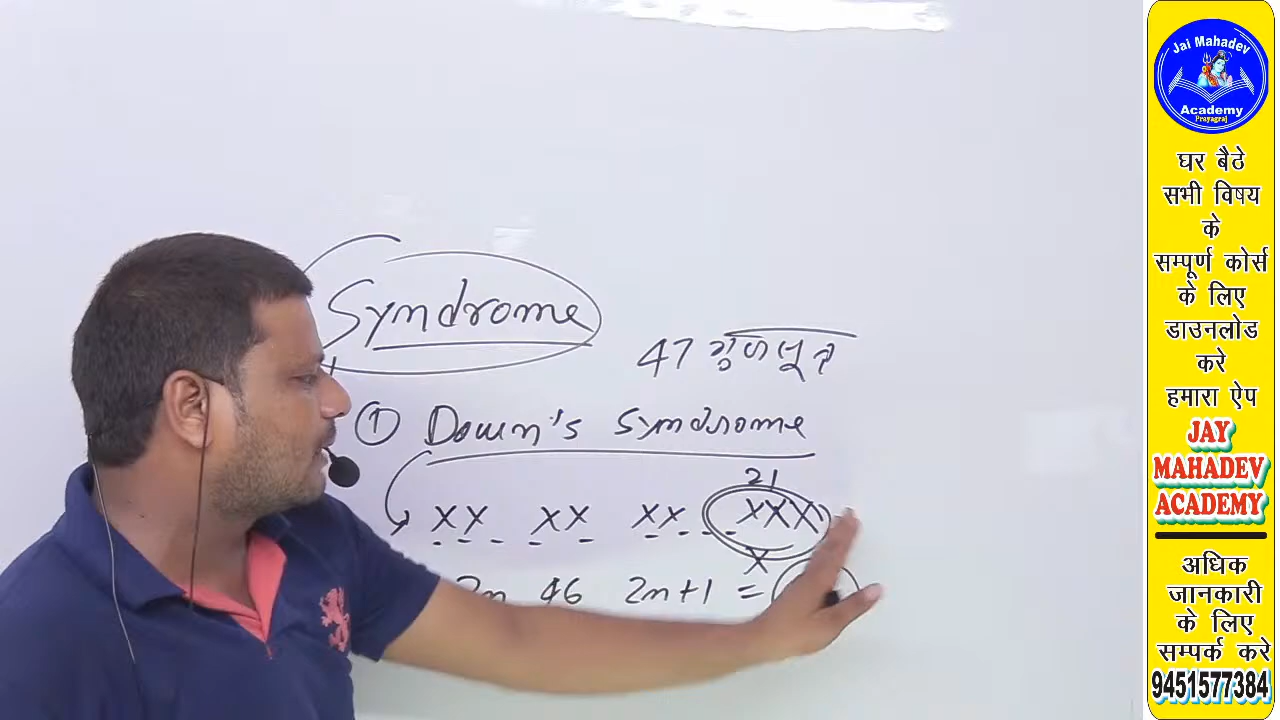 Syndrome
47 गुणसूत्र
① Down's Syndrome
21
XX XX XX XXX
X
2n 46 2n+1 =
Jai Mahadev
Academy
Prayagraj
घर बैठे
सभी विषय
के
सम्पूर्ण कोर्स
के लिए
डाउनलोड
करे
हमारा ऐप
JAY
MAHADEV
ACADEMY
अधिक
जानकारी
के लिए
सम्पर्क करे
9451577384